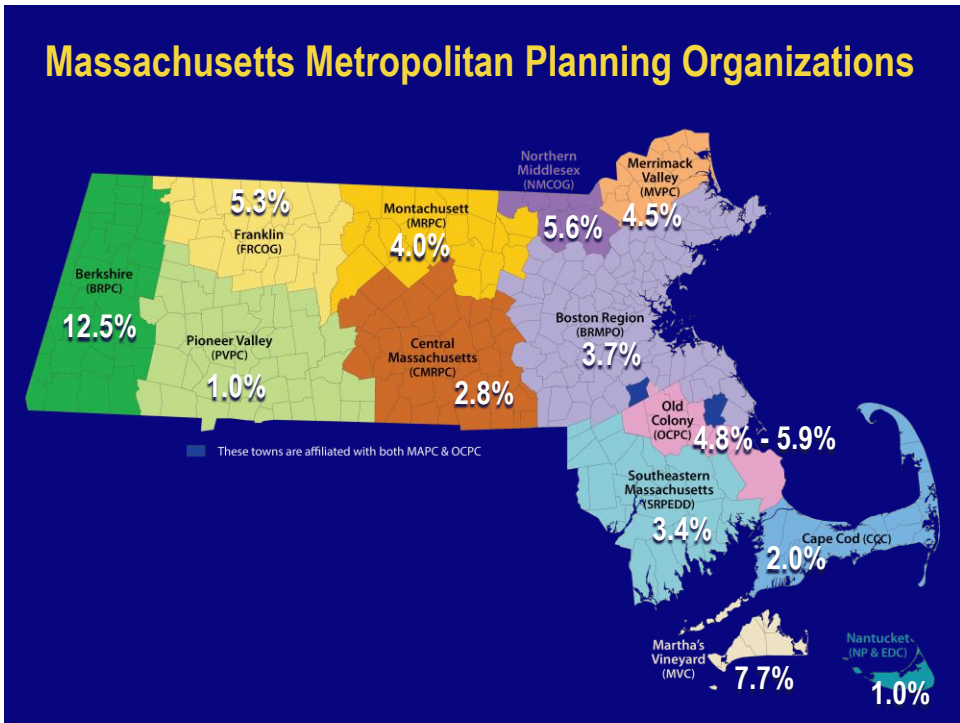 Massachusetts Metropolitan Planning Organizations
Northern
Middlesex
(NMCOG)
5.6%
Merrimack
Valley
(MVPC)
4.5%
5.3%
Franklin
(FRCOG)
Montachusett
(MRPC)
4.0%
Berkshire
(BRPC)
12.5%
Pioneer Valley
(PVPC)
1.0%
Central
Massachusetts
(CMRPC)
2.8%
Boston Region
(BRMPO)
3.7%
Old
Colony
(OCPC)
4.8% - 5.9%
These towns are affiliated with both MAPC & OCPC
Southeastern
Massachusetts
(SRPEDD)
3.4%
Cape Cod (CCC)
2.0%
Martha's
Vineyard
(MVC)
7.7%
Nantucket
(NP & EDC)
1.0%